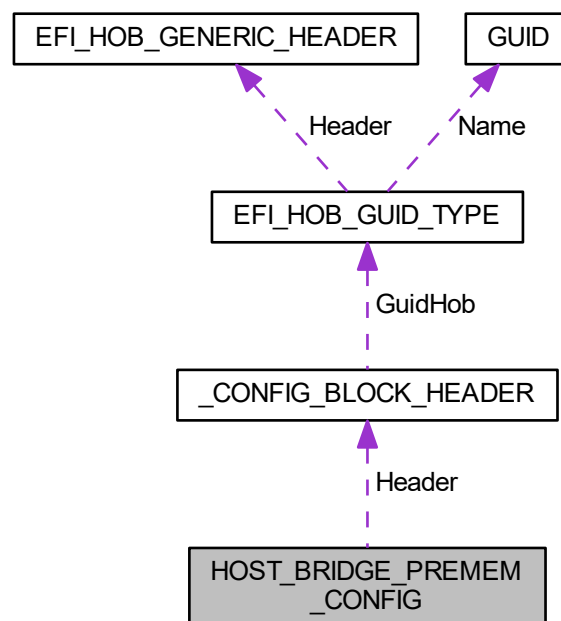 EFI_HOB_GENERIC_HEADER
GUID
Header
Name
EFI_HOB_GUID_TYPE
GuidHob
_CONFIG_BLOCK_HEADER
Header
HOST_BRIDGE_PREMEM
_CONFIG